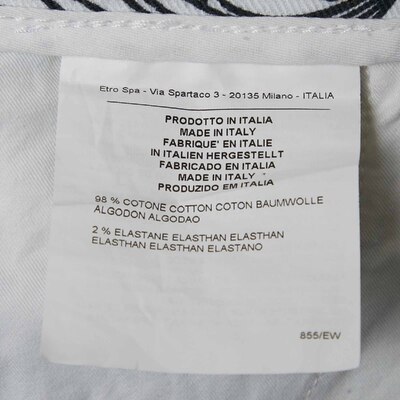 Etro Spa - Via Spartaco 3 - 20135 Milano - ITALIA
PRODOTTO IN ITALIA
MADE IN ITALY
FABRIQUE' EN ITALIE
IN ITALIEN HERGESTELLT
FABRICADO EN ITALIA
MADE IN ITALY
PRODUZIDO EM ITALIA
98 % COTONE COTTON COTON BAUMWOLLE
ALGODON ALGODAO
2 % ELASTANE ELASTHAN ELASTHAN
ELASTHAN ELASTHAN ELASTANO
855/EW